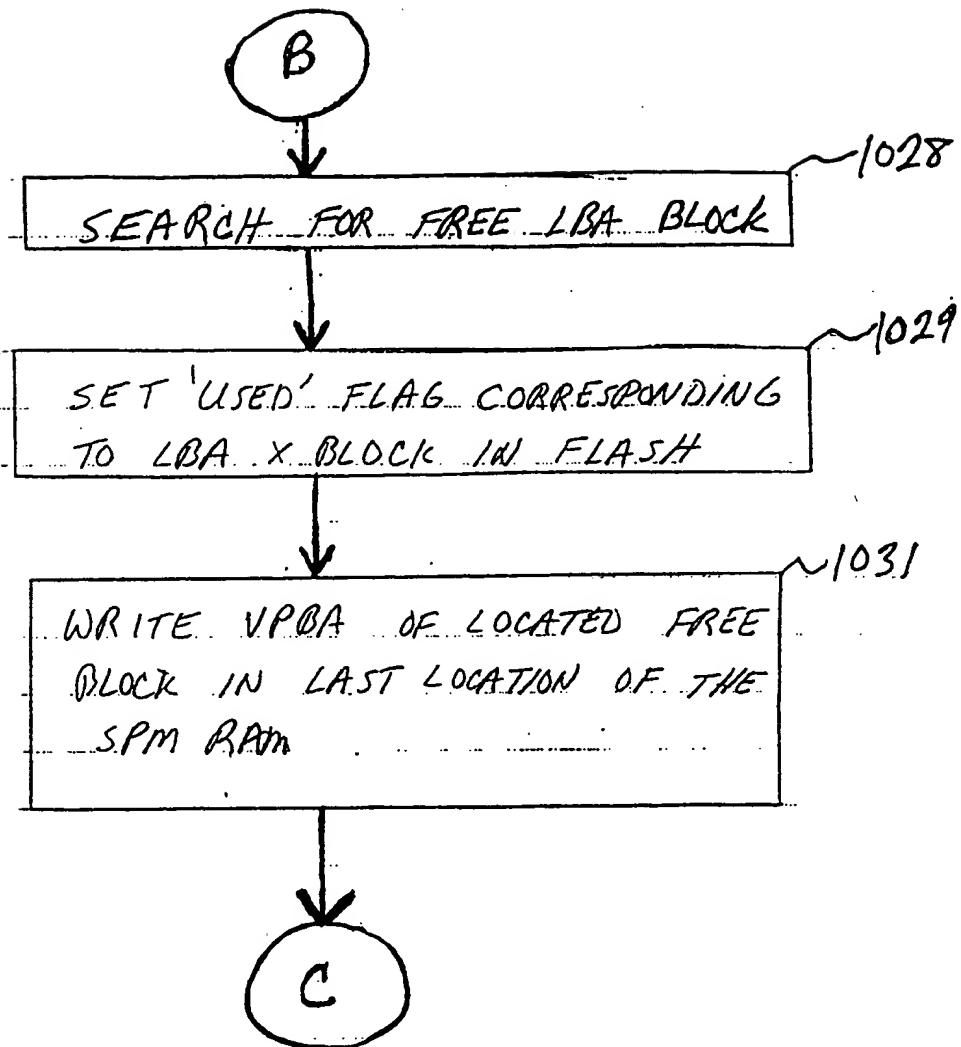 B
1028
SEARCH FOR FREE LBA BLOCK
1029
SET 'USED' FLAG CORRESPONDING
TO LBA X BLOCK IN FLASH
1031
WRITE VPBA OF LOCATED FREE
BLOCK IN LAST LOCATION OF THE
SPM RAM
C